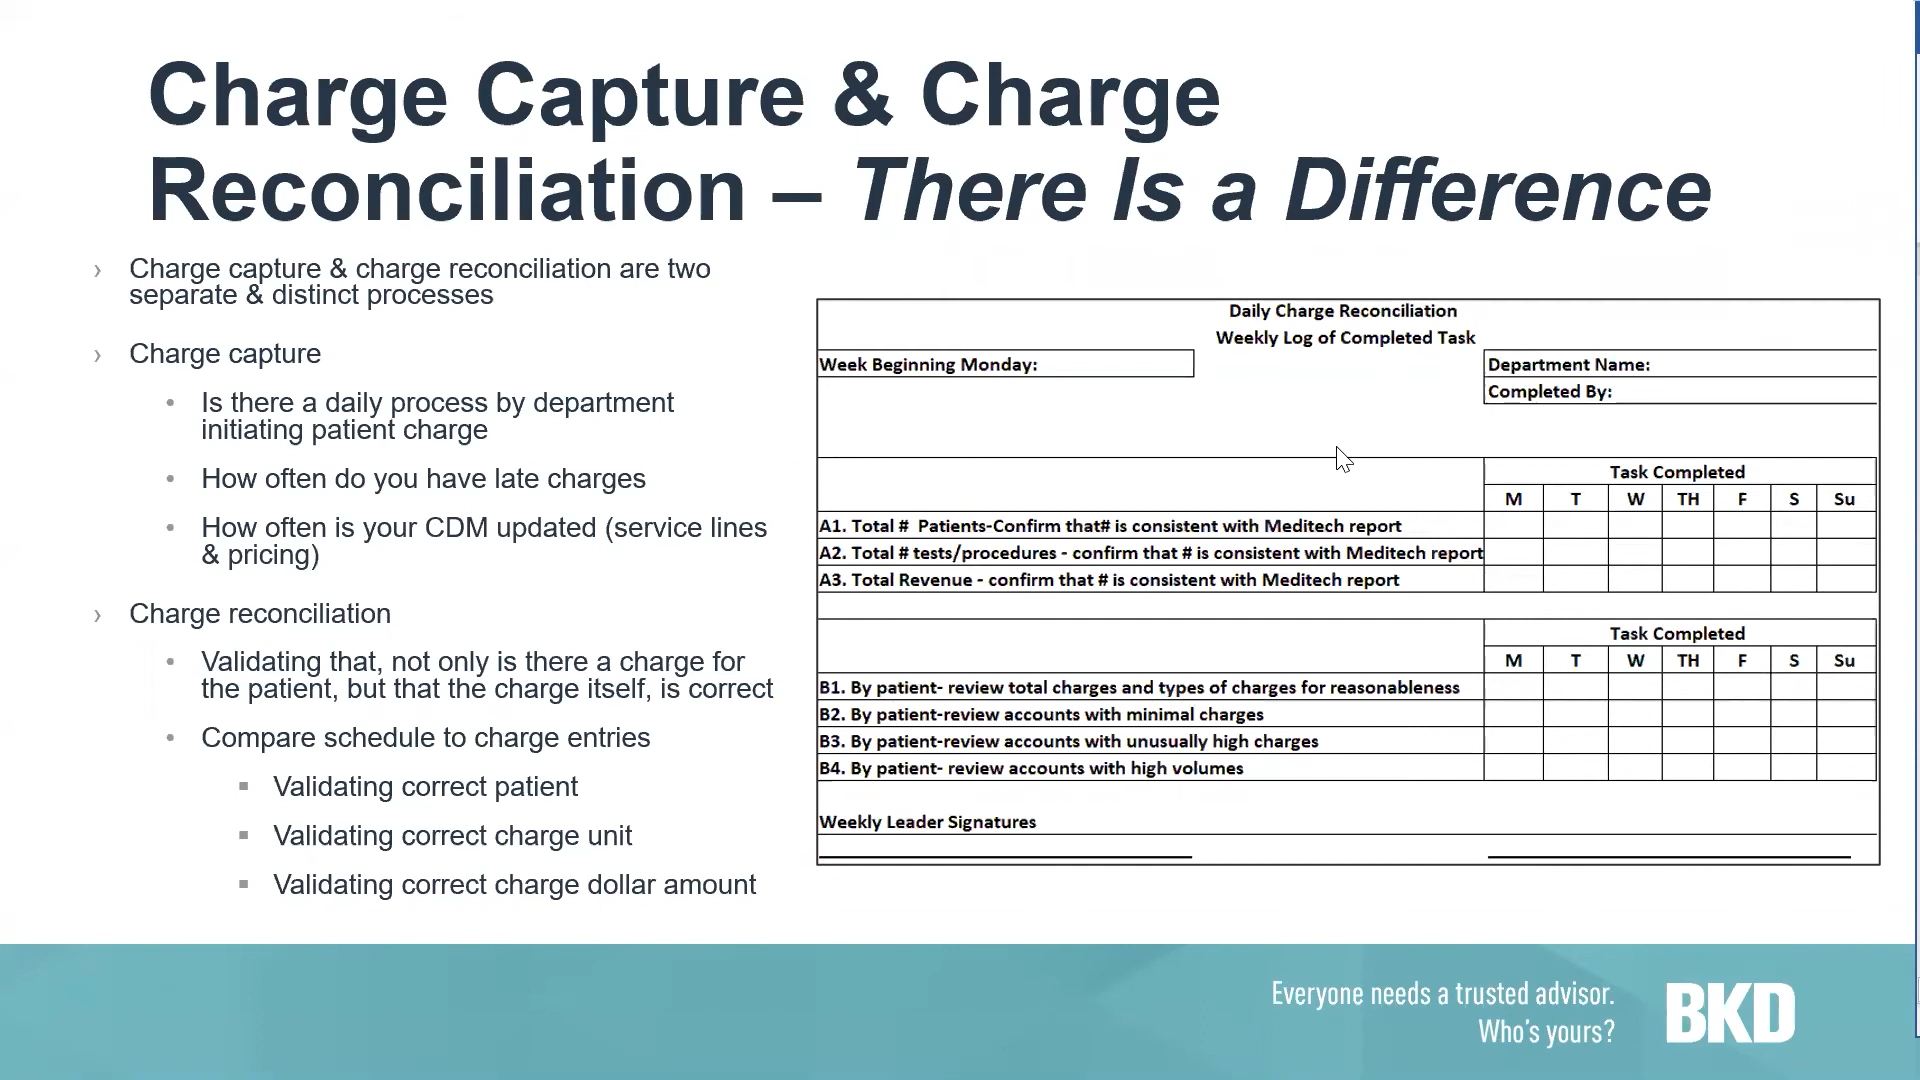 Charge Capture & Charge
Reconciliation – There Is a Difference
› Charge capture & charge reconciliation are two
separate & distinct processes
› Charge capture
• Is there a daily process by department
initiating patient charge
• How often do you have late charges
• How often is your CDM updated (service lines
& pricing)
› Charge reconciliation
• Validating that, not only is there a charge for
the patient, but that the charge itself, is correct
• Compare schedule to charge entries
▪ Validating correct patient
▪ Validating correct charge unit
▪ Validating correct charge dollar amount
Daily Charge Reconciliation
Weekly Log of Completed Task
Week Beginning Monday:
Department Name:
Completed By:
Task Completed
M T W TH F S Su
A1. Total # Patients-Confirm that# is consistent with Meditech report
A2. Total # tests/procedures - confirm that # is consistent with Meditech report
A3. Total Revenue - confirm that # is consistent with Meditech report
Task Completed
M T W TH F S Su
B1. By patient- review total charges and types of charges for reasonableness
B2. By patient-review accounts with minimal charges
B3. By patient-review accounts with unusually high charges
B4. By patient- review accounts with high volumes
Weekly Leader Signatures
Everyone needs a trusted advisor.
Who's yours?
BKD